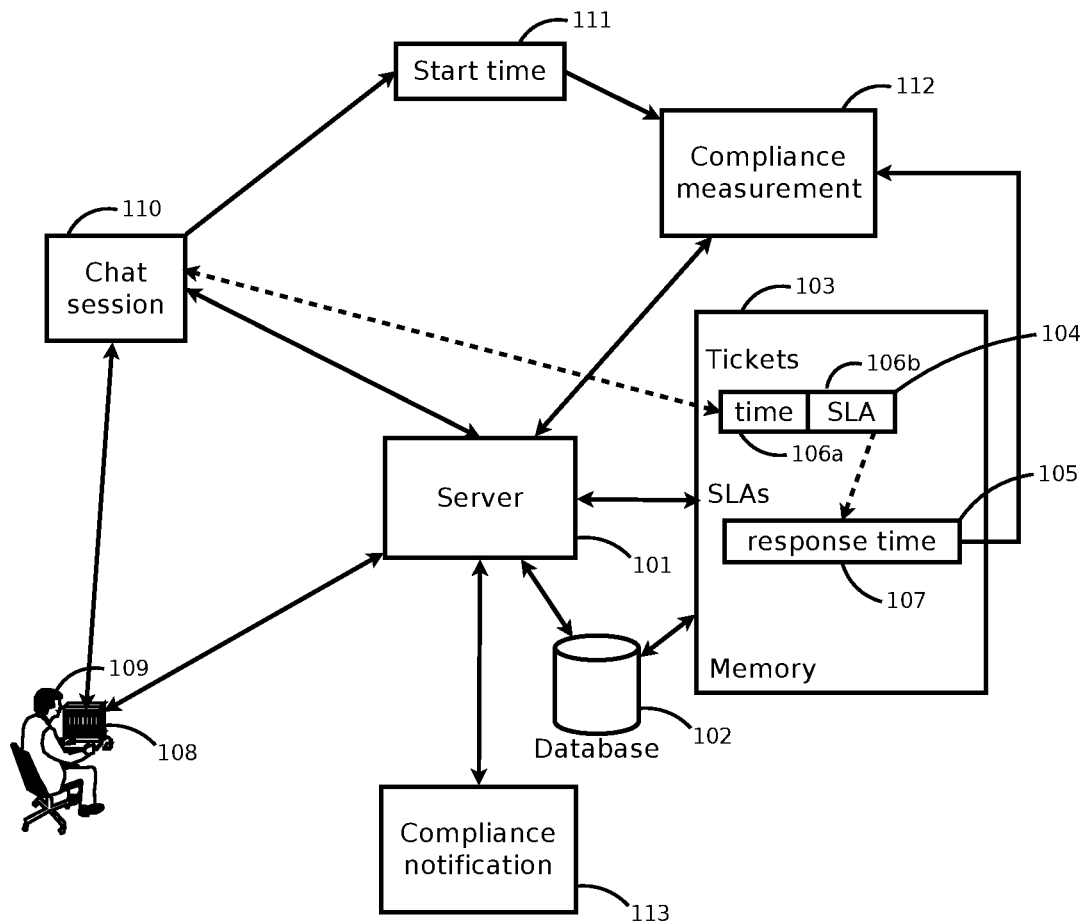 111
Start time
112
Compliance
measurement
110
Chat
session
103
104
Tickets
106b
time
SLA
106a
105
SLAs
Server
response time
101
107
109
Memory
108
102
Database
Compliance
notification
113